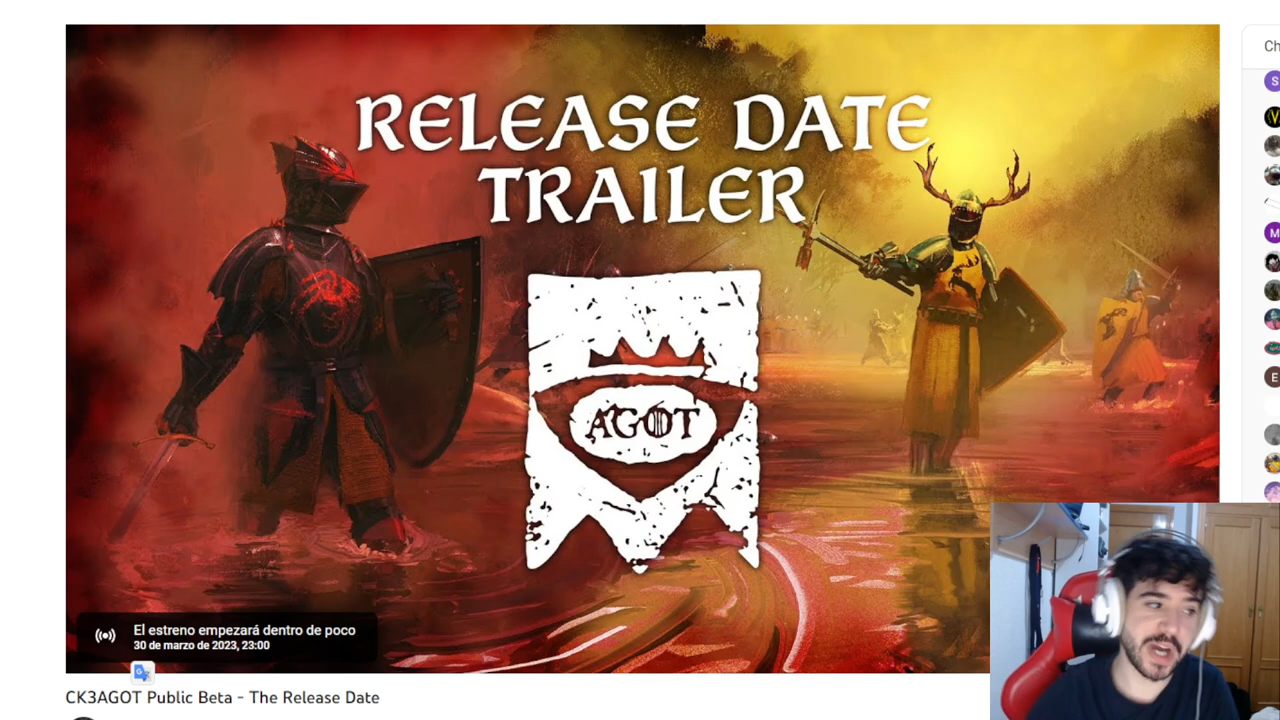 RELEASE DATE
TRAILER
AGOT
El estreno empezará dentro de poco
30 de marzo de 2023, 23:00
CK3AGOT Public Beta - The Release Date
Ch
S
M
E